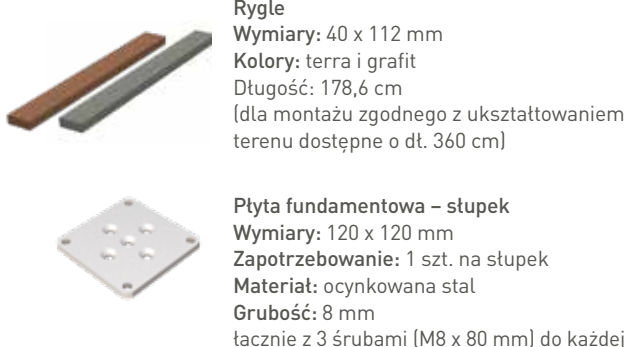 Rygle
Wymiary: 40 x 112 mm
Kolory: terra i grafit
Długość: 178,6 cm
(dla montażu zgodnego z ukształtowaniem
terenu dostępne o dł. 360 cm)
Płyta fundamentowa – słupek
Wymiary: 120 x 120 mm
Zapotrzebowanie: 1 szt. na słupek
Materiał: ocynkowana stal
Grubość: 8 mm
łącznie z 3 śrubami (M8 x 80 mm) do każdej